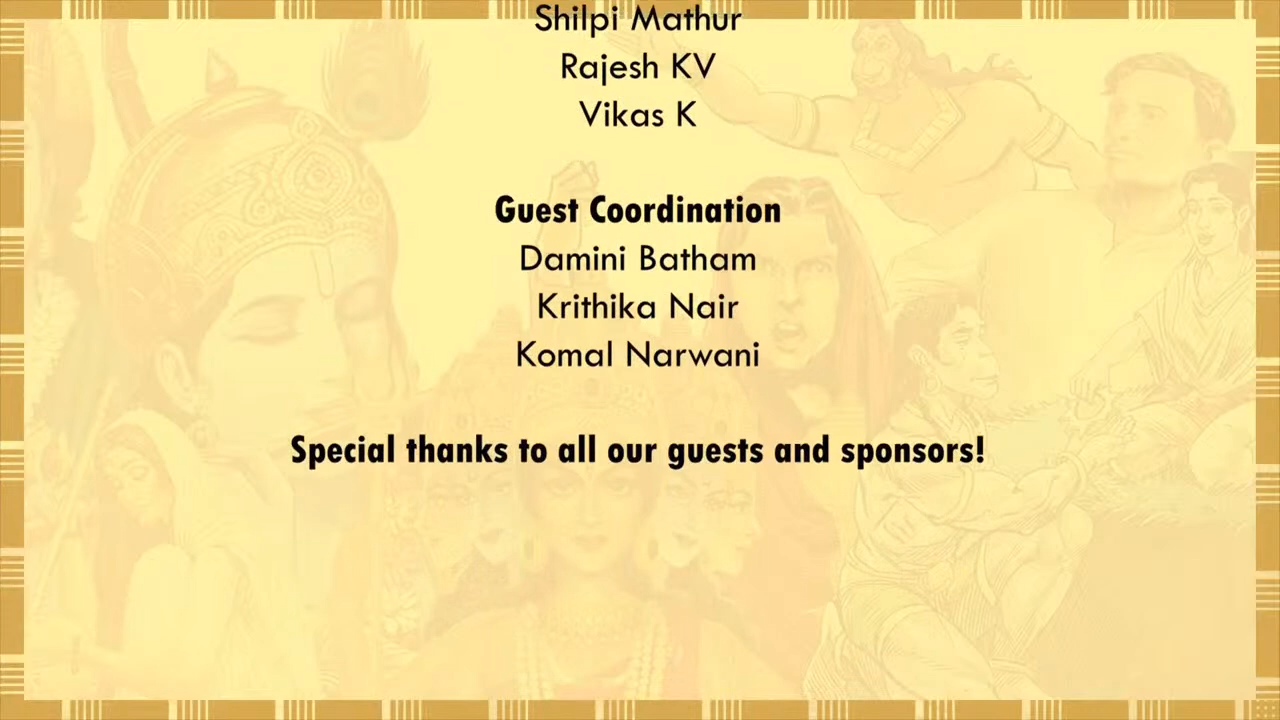 Shilpi Mathur
Rajesh KV
Vikas K
Guest Coordination
Damini Batham
Krithika Nair
Komal Narwani
Special thanks to all our guests and sponsors!